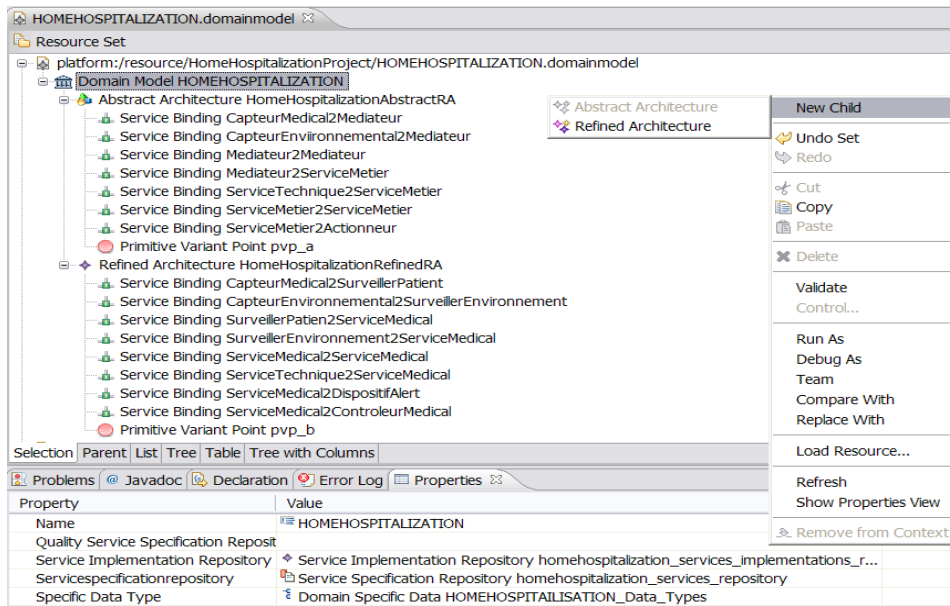 HOMEHOSPITALIZATION.domainmodel
Resource Set
platform:/resource/HomeHospitalizationProject/HOMEHOSPITALIZATION.domainmodel
Domain Model HOMEHOSPITALIZATION
Abstract Architecture HomeHospitalizationAbstractRA
Service Binding CapteurMedical2Mediateur
Service Binding CapteurEnvironnemental2Mediateur
Service Binding Mediateur2Mediateur
Service Binding Mediateur2ServiceMetier
Service Binding ServiceTechnique2ServiceMetier
Service Binding ServiceMetier2ServiceMetier
Service Binding ServiceMetier2Actionneur
Primitive Variant Point pvp_a
Refined Architecture HomeHospitalizationRefinedRA
Service Binding CapteurMedical2SurveillerPatient
Service Binding CapteurEnvironnemental2SurveillerEnvironnement
Service Binding SurveillerPatien2ServiceMedical
Service Binding SurveillerEnvironnement2ServiceMedical
Service Binding ServiceMedical2ServiceMedical
Service Binding ServiceTechnique2ServiceMedical
Service Binding ServiceMedical2DispositifAlert
Service Binding ServiceMedical2ControleurMedical
Primitive Variant Point pvp_b
Abstract Architecture
Refined Architecture
New Child
Undo Set
Redo
Cut
Copy
Paste
Delete
Validate
Control...
Run As
Debug As
Team
Compare With
Replace With
Load Resource...
Refresh
Show Properties View
Remove from Context
Selection Parent List Tree Table Tree with Columns
Problems @ Javadoc Declaration Error Log Properties
Property Value
Name HOMEHOSPITALIZATION
Quality Service Specification Reposit
Service Implementation Repository Service Implementation Repository homehospitalization_services_implementations_r...
Servicespecificationrepository Service Specification Repository homehospitalization_services_repository
Specific Data Type Domain Specific Data HOMEHOSPITAILISATION_Data_Types